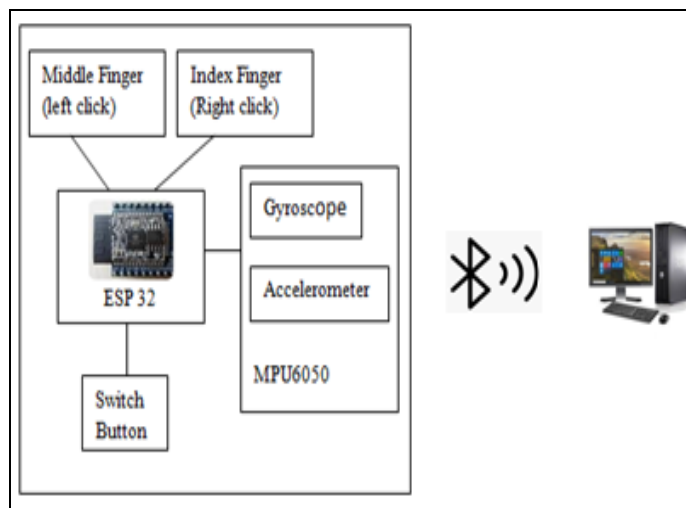 Middle Finger
(left click)
Index Finger
(Right click)
Gyroscope
ESP 32
Accelerometer
MPU6050
Switch
Button